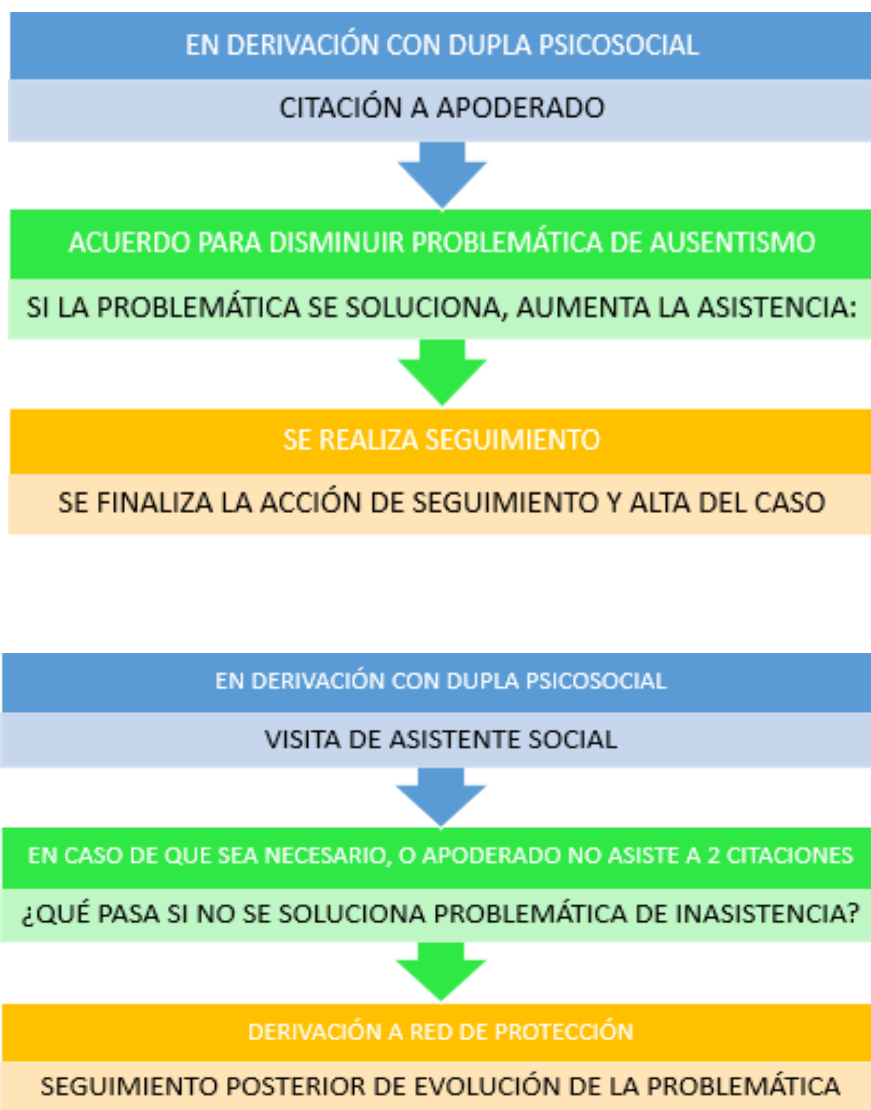 EN DERIVACIÓN CON DUPLA PSICOSOCIAL
CITACIÓN A APODERADO
ACUERDO PARA DISMINUIR PROBLEMÁTICA DE AUSENTISMO
SI LA PROBLEMÁTICA SE SOLUCIONA, AUMENTA LA ASISTENCIA:
SE REALIZA SEGUIMIENTO
SE FINALIZA LA ACCIÓN DE SEGUIMIENTO Y ALTA DEL CASO
EN DERIVACIÓN CON DUPLA PSICOSOCIAL
VISITA DE ASISTENTE SOCIAL
EN CASO DE QUE SEA NECESARIO, O APODERADO NO ASISTE A 2 CITACIONES
¿QUÉ PASA SI NO SE SOLUCIONA PROBLEMÁTICA DE INASISTENCIA?
DERIVACIÓN A RED DE PROTECCIÓN
SEGUIMIENTO POSTERIOR DE EVOLUCIÓN DE LA PROBLEMÁTICA